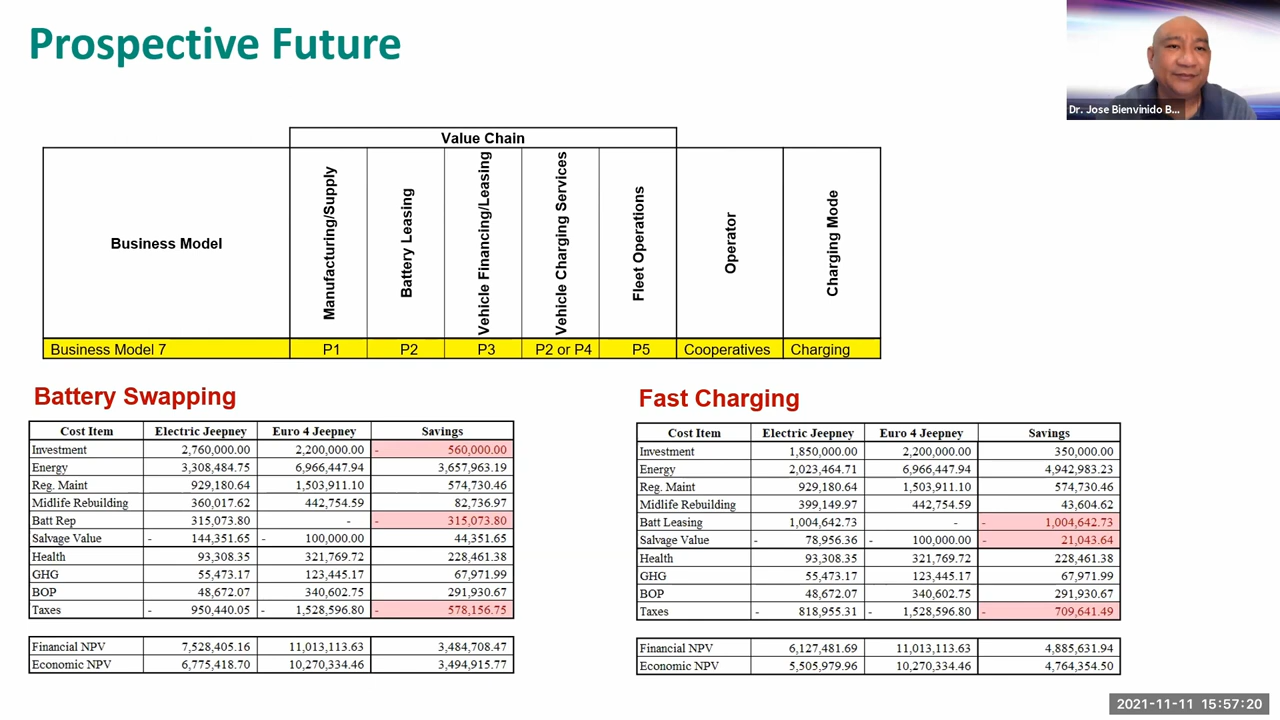 Prospective Future
Dr. Jose Bienvinido B...
Value Chain
Business Model
Manufacturing/Supply
Battery Leasing
Vehicle Financing/Leasing
Vehicle Charging Services
Fleet Operations
Operator
Charging Mode
Business Model 7 P1 P2 P3 P2 or P4 P5 Cooperatives Charging
Battery Swapping
Cost Item Electric Jeepney Euro 4 Jeepney Savings
Investment 2,760,000.00 2,200,000.00 - 560,000.00
Energy 3,308,484.75 6,966,447.94 3,657,963.19
Reg. Maint 929,180.64 1,503,911.10 574,730.46
Midlife Rebuilding 360,017.62 442,754.59 82,736.97
Batt Rep 315,073.80 - - 315,073.80
Salvage Value - 144,351.65 - 100,000.00 44,351.65
Health 93,308.35 321,769.72 228,461.38
GHG 55,473.17 123,445.17 67,971.99
BOP 48,672.07 340,602.75 291,930.67
Taxes - 950,440.05 - 1,528,596.80 - 578,156.75
Financial NPV 7,528,405.16 11,013,113.63 3,484,708.47
Economic NPV 6,775,418.70 10,270,334.46 3,494,915.77
Fast Charging
Cost Item Electric Jeepney Euro 4 Jeepney Savings
Investment 1,850,000.00 2,200,000.00 350,000.00
Energy 2,023,464.71 6,966,447.94 4,942,983.23
Reg. Maint 929,180.64 1,503,911.10 574,730.46
Midlife Rebuilding 399,149.97 442,754.59 43,604.62
Batt Leasing 1,004,642.73 - - 1,004,642.73
Salvage Value - 78,956.36 - 100,000.00 - 21,043.64
Health 93,308.35 321,769.72 228,461.38
GHG 55,473.17 123,445.17 67,971.99
BOP 48,672.07 340,602.75 291,930.67
Taxes - 818,955.31 - 1,528,596.80 - 709,641.49
Financial NPV 6,127,481.69 11,013,113.63 4,885,631.94
Economic NPV 5,505,979.96 10,270,334.46 4,764,354.50
2021-11-11 15:57:20